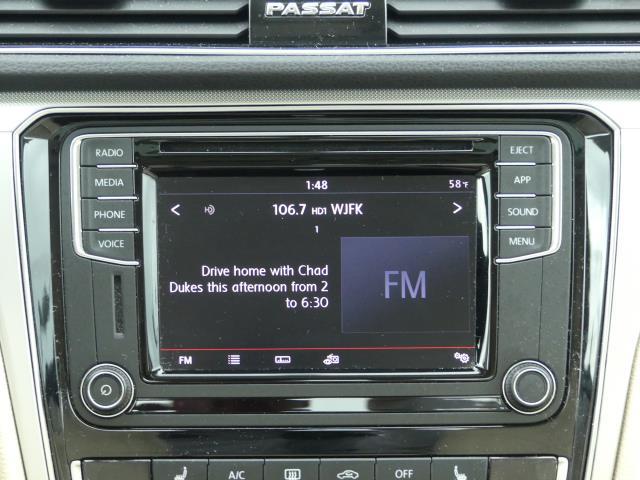 PASSAT
RADIO
MEDIA
PHONE
VOICE
EJECT
APP
SOUND
MENU
1:48
58°F
< HD 106.7 HD1 WJFK >
1
Drive home with Chad
Dukes this afternoon from 2
to 6:30
FM
FM
A/C
OFF